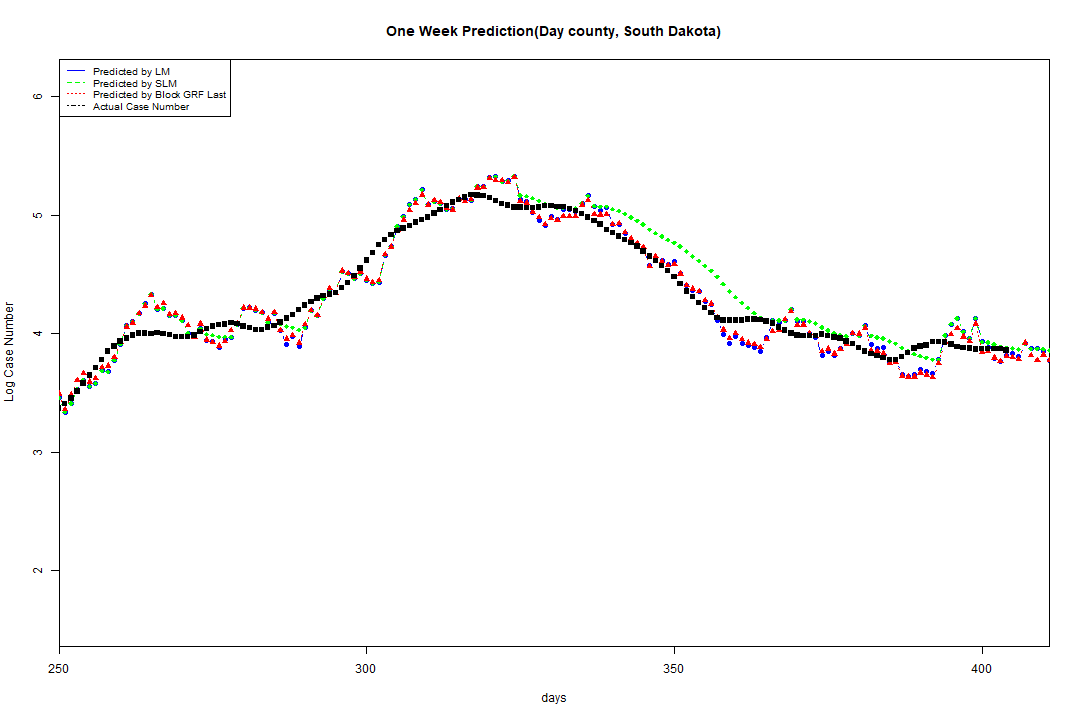 One Week Prediction(Day county, South Dakota)
Predicted by LM
Predicted by SLM
Predicted by Block GRF Last
Actual Case Number
6
5
4
3
2
Log Case Number
250
300
350
400
days